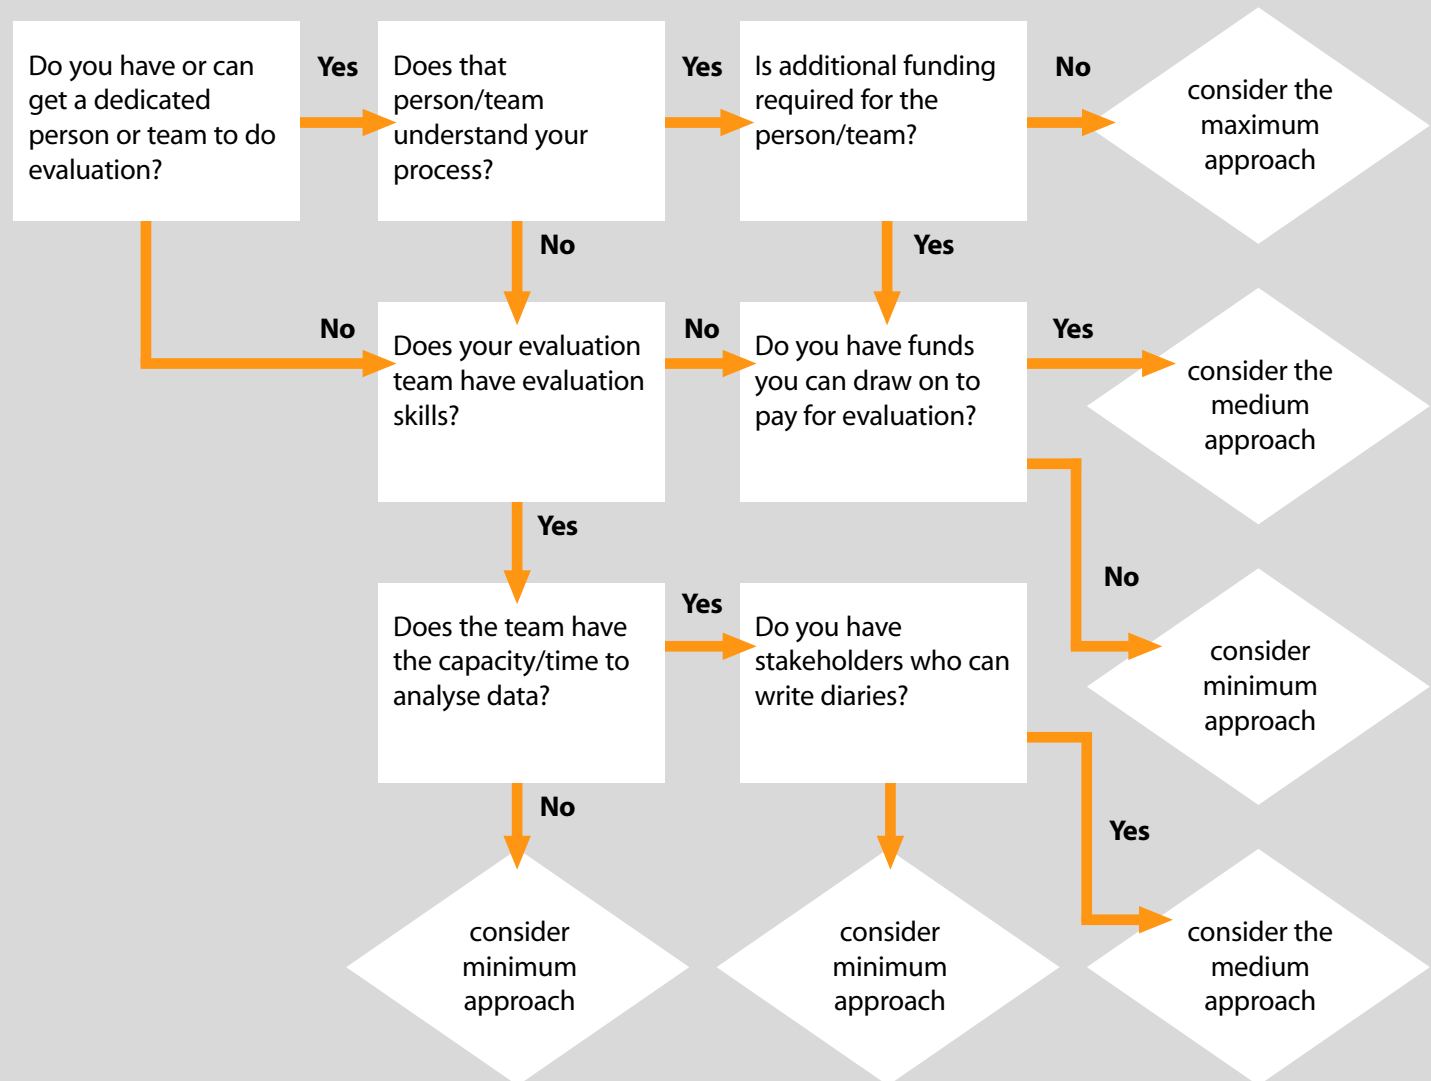 Do you have or can
get a dedicated
person or team to do
evaluation?
Yes
Does that
person/team
understand your
process?
Yes
Is additional funding
required for the
person/team?
No
consider the
maximum
approach
No
Yes
No
Does your evaluation
team have evaluation
skills?
No
Do you have funds
you can draw on to
pay for evaluation?
Yes
consider the
medium
approach
Yes
No
Does the team have
the capacity/time to
analyse data?
Yes
Do you have
stakeholders who can
write diaries?
consider
minimum
approach
No
Yes
consider
minimum
approach
consider
minimum
approach
consider the
medium
approach